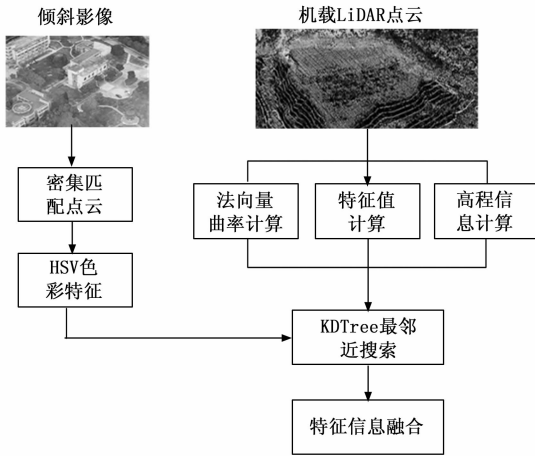 倾斜影像
机载LiDAR点云
密集匹
配点云
法向量
曲率计算
特征值
计算
高程信
息计算
HSV色
彩特征
KDTree最邻
近搜索
特征信息融合